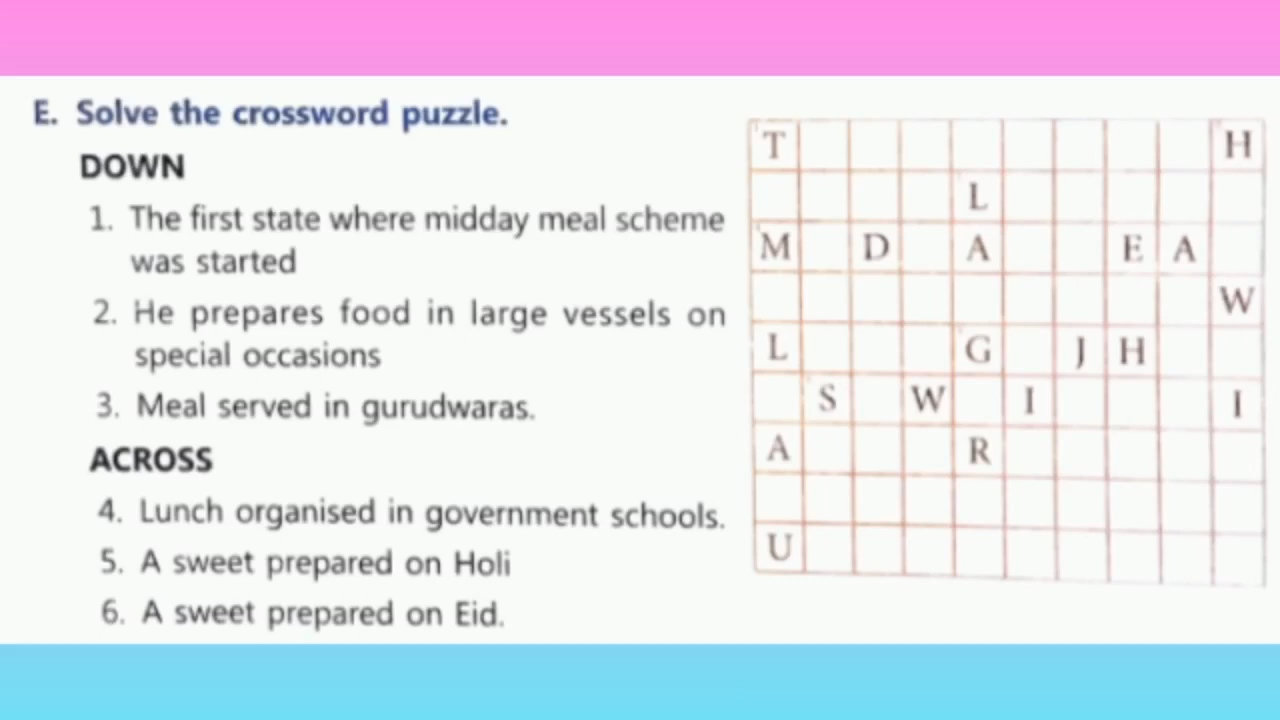 E. Solve the crossword puzzle.
DOWN
1. The first state where midday meal scheme
was started
2. He prepares food in large vessels on
special occasions
3. Meal served in gurudwaras.
ACROSS
4. Lunch organised in government schools.
5. A sweet prepared on Holi
6. A sweet prepared on Eid.
T H
L
M D A E A
W
L G J H
S W I I
A R
U